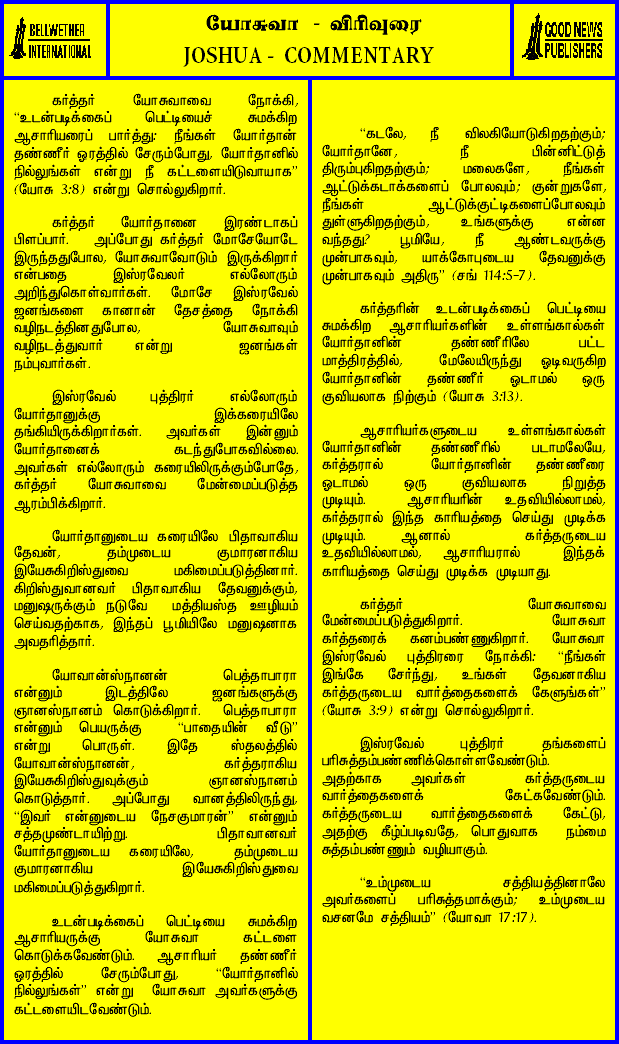 BELLWETHER
INTERNATIONAL
யோசுவா - விரிவுரை
JOSHUA - COMMENTARY
GOOD NEWS
PUBLISHERS
கர்த்தர் யோசுவாவை நோக்கி,
“உடன்படிக்கைப் பெட்டியைச் சுமக்கிற
ஆசாரியரைப் பார்த்து: நீங்கள் யோர்தான்
தண்ணீர் ஓரத்தில் சேரும்போது, யோர்தானில்
நில்லுங்கள் என்று நீ கட்டளையிடுவாயாக”
(யோசு 3:8) என்று சொல்லுகிறார்.
கர்த்தர் யோர்தானை இரண்டாகப்
பிளப்பார். அப்போது கர்த்தர் மோசேயோடே
இருந்ததுபோல, யோசுவாவோடும் இருக்கிறார்
என்பதை இஸ்ரவேலர் எல்லோரும்
அறிந்துகொள்வார்கள். மோசே இஸ்ரவேல்
ஜனங்களை கானான் தேசத்தை நோக்கி
வழிநடத்தினதுபோல, யோசுவாவும்
வழிநடத்துவார் என்று ஜனங்கள்
நம்புவார்கள்.
இஸ்ரவேல் புத்திரர் எல்லோரும்
யோர்தானுக்கு இக்கரையிலே
தங்கியிருக்கிறார்கள். அவர்கள் இன்னும்
யோர்தானைக் கடந்துபோகவில்லை.
அவர்கள் எல்லோரும் கரையிலிருக்கும்போதே,
கர்த்தர் யோசுவாவை மேன்மைப்படுத்த
ஆரம்பிக்கிறார்.
யோர்தானுடைய கரையிலே பிதாவாகிய
தேவன், தம்முடைய குமாரனாகிய
இயேசுகிறிஸ்துவை மகிமைப்படுத்தினார்.
கிறிஸ்துவானவர் பிதாவாகிய தேவனுக்கும்,
மனுஷருக்கும் நடுவே மத்தியஸ்த ஊழியம்
செய்வதற்காக, இந்தப் பூமியிலே மனுஷனாக
அவதரித்தார்.
யோவான்ஸ்நானன் பெத்தாபாரா
என்னும் இடத்திலே ஜனங்களுக்கு
ஞானஸ்நானம் கொடுக்கிறார். பெத்தாபாரா
என்னும் பெயருக்கு “பாதையின் வீடு”
என்று பொருள். இதே ஸ்தலத்தில்
யோவான்ஸ்நானன், கர்த்தராகிய
இயேசுகிறிஸ்துவுக்கும் ஞானஸ்நானம்
கொடுத்தார். அப்போது வானத்திலிருந்து,
“இவர் என்னுடைய நேசகுமாரன்” என்னும்
சத்தமுண்டாயிற்று. பிதாவானவர்
யோர்தானுடைய கரையிலே, தம்முடைய
குமாரனாகிய இயேசுகிறிஸ்துவை
மகிமைப்படுத்துகிறார்.
உடன்படிக்கைப் பெட்டியை சுமக்கிற
ஆசாரியருக்கு யோசுவா கட்டளை
கொடுக்கவேண்டும். ஆசாரியர் தண்ணீர்
ஓரத்தில் சேரும்போது, “யோர்தானில்
நில்லுங்கள்” என்று யோசுவா அவர்களுக்கு
கட்டளையிடவேண்டும்.
“கடலே, நீ விலகியோடுகிறதற்கும்;
யோர்தானே, நீ பின்னிட்டுத்
திரும்புகிறதற்கும்; மலைகளே, நீங்கள்
ஆட்டுக்கடாக்களைப் போலவும்; குன்றுகளே,
நீங்கள் ஆட்டுக்குட்டிகளைப்போலவும்
துள்ளுகிறதற்கும், உங்களுக்கு என்ன
வந்தது? பூமியே, நீ ஆண்டவருக்கு
முன்பாகவும், யாக்கோபுடைய தேவனுக்கு
முன்பாகவும் அதிரு” (சங் 114:5-7).
கர்த்தரின் உடன்படிக்கைப் பெட்டியை
சுமக்கிற ஆசாரியர்களின் உள்ளங்கால்கள்
யோர்தானின் தண்ணீரிலே பட்ட
மாத்திரத்தில், மேலேயிருந்து ஓடிவருகிற
யோர்தானின் தண்ணீர் ஓடாமல் ஒரு
குவியலாக நிற்கும் (யோசு 3:13).
ஆசாரியர்களுடைய உள்ளங்கால்கள்
யோர்தானின் தண்ணீரில் படாமலேயே,
கர்த்தரால் யோர்தானின் தண்ணீரை
ஓடாமல் ஒரு குவியலாக நிறுத்த
முடியும். ஆசாரியரின் உதவியில்லாமல்,
கர்த்தரால் இந்த காரியத்தை செய்து முடிக்க
முடியும். ஆனால் கர்த்தருடைய
உதவியில்லாமல், ஆசாரியரால் இந்தக்
காரியத்தை செய்து முடிக்க முடியாது.
கர்த்தர் யோசுவாவை
மேன்மைப்படுத்துகிறார். யோசுவா
கர்த்தரைக் கனம்பண்ணுகிறார். யோசுவா
இஸ்ரவேல் புத்திரரை நோக்கி: “நீங்கள்
இங்கே சேர்ந்து, உங்கள் தேவனாகிய
கர்த்தருடைய வார்த்தைகளைக் கேளுங்கள்”
(யோசு 3:9) என்று சொல்லுகிறார்.
இஸ்ரவேல் புத்திரர் தங்களைப்
பரிசுத்தம்பண்ணிக்கொள்ளவேண்டும்.
அதற்காக அவர்கள் கர்த்தருடைய
வார்த்தைகளைக் கேட்கவேண்டும்.
கர்த்தருடைய வார்த்தைகளைக் கேட்டு,
அதற்கு கீழ்ப்படிவதே, பொதுவாக நம்மை
சுத்தம்பண்ணும் வழியாகும்.
“உம்முடைய சத்தியத்தினாலே
அவர்களைப் பரிசுத்தமாக்கும்; உம்முடைய
வசனமே சத்தியம்” (யோவா 17:17).